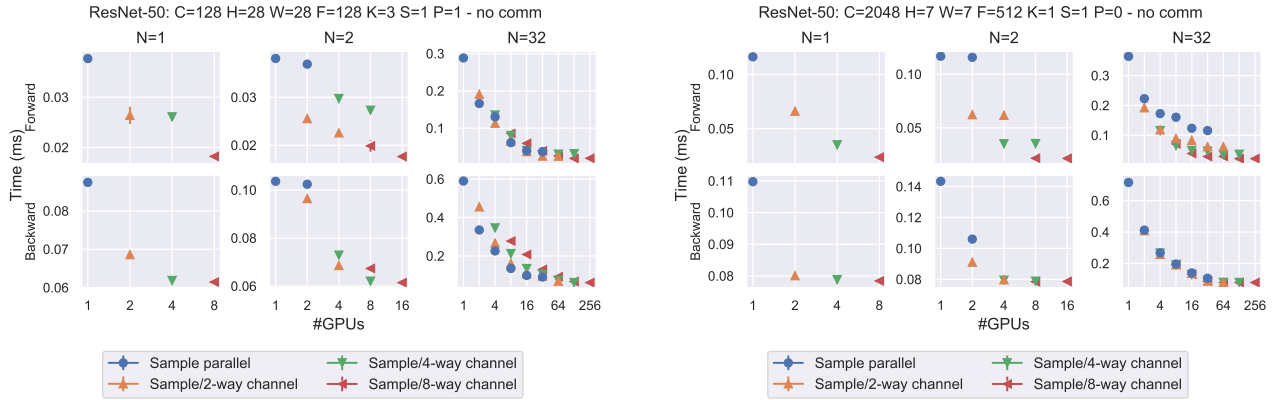 ResNet-50: C=128 H=28 W=28 F=128 K=3 S=1 P=1 - no comm
N=1
N=2
N=32
Time (ms)
Forward
0.03
0.02
0.04
0.03
0.02
0.3
0.2
0.1
Backward
0.08
0.07
0.06
0.10
0.08
0.06
0.6
0.4
0.2
1 2 4 8
1 2 4 8 16
1 4 16 64 256
#GPUs
Sample parallel
Sample/2-way channel
Sample/4-way channel
Sample/8-way channel
ResNet-50: C=2048 H=7 W=7 F=512 K=1 S=1 P=0 - no comm
N=1
N=2
N=32
Time (ms)
Forward
0.10
0.05
0.10
0.05
0.3
0.2
0.1
Backward
0.11
0.10
0.09
0.08
0.14
0.12
0.10
0.08
0.6
0.4
0.2
1 2 4 8
1 2 4 8 16
1 4 16 64 256
#GPUs
Sample parallel
Sample/2-way channel
Sample/4-way channel
Sample/8-way channel